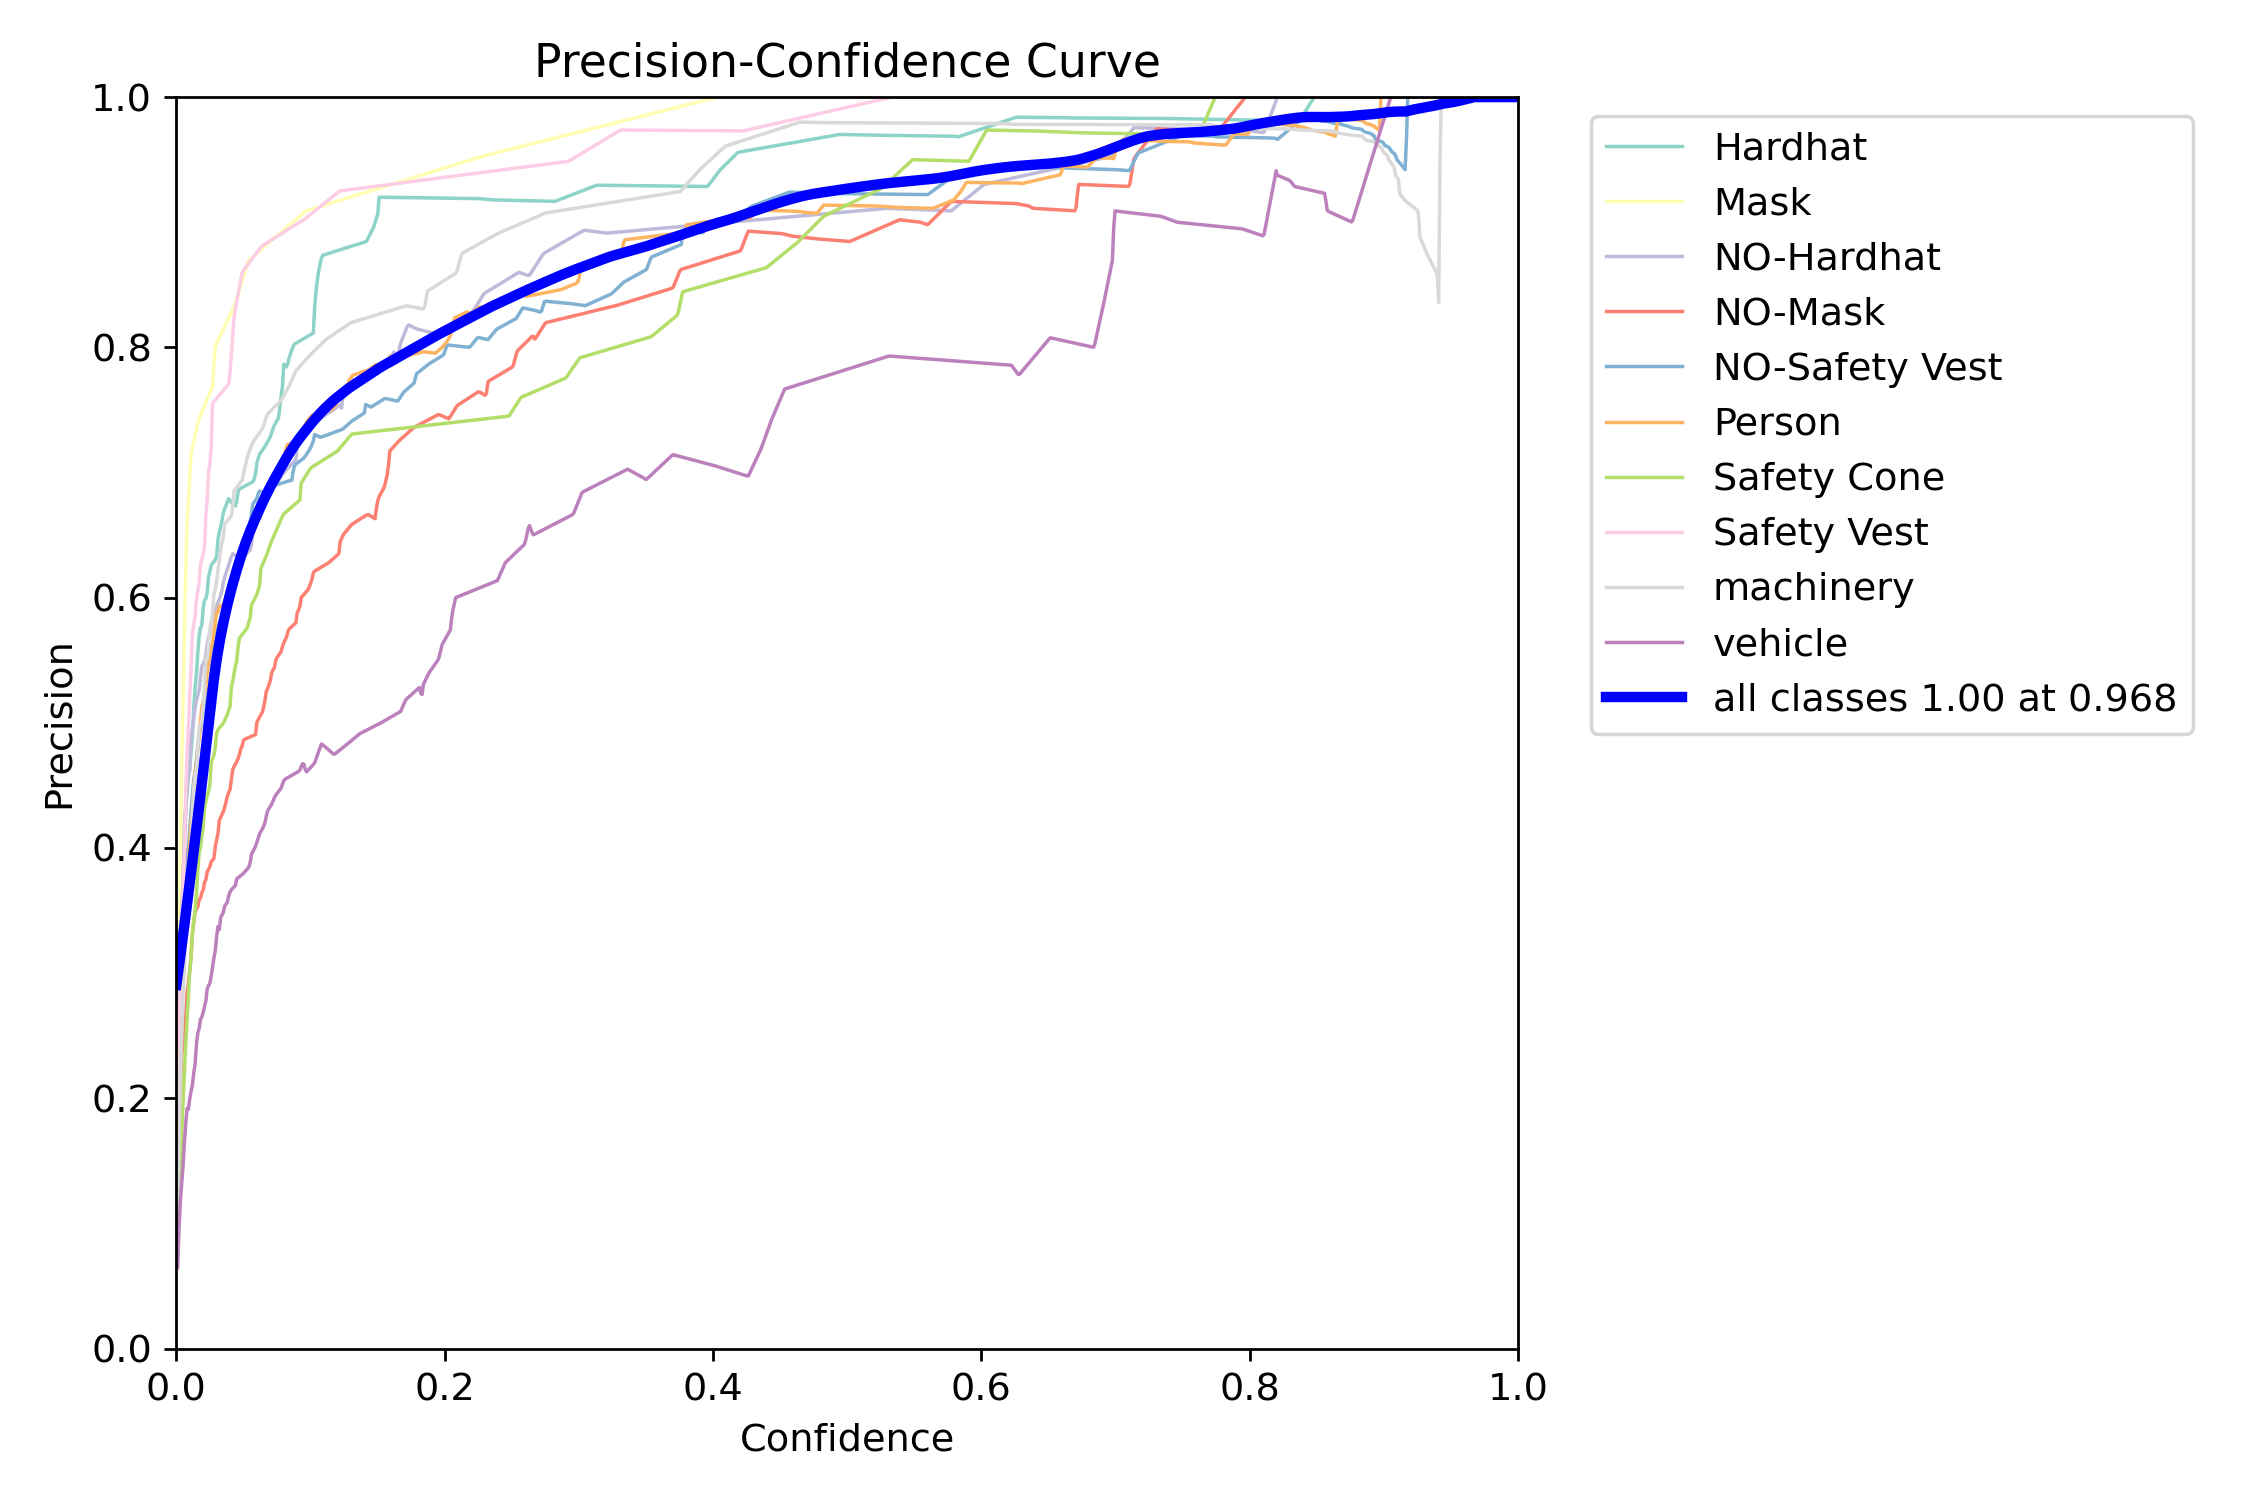 Precision-Confidence Curve
1.0
0.8
0.6
0.4
0.2
0.0
Precision
0.0 0.2 0.4 0.6 0.8 1.0
Confidence
Hardhat
Mask
NO-Hardhat
NO-Mask
NO-Safety Vest
Person
Safety Cone
Safety Vest
machinery
vehicle
all classes 1.00 at 0.968